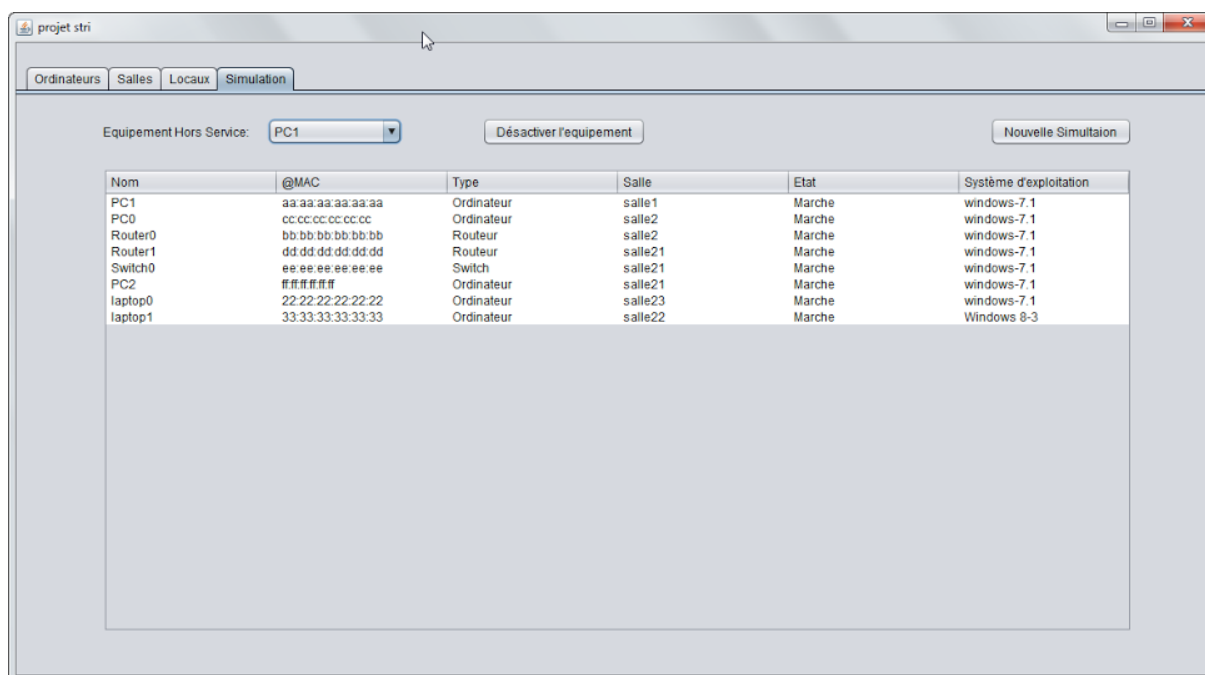 projet stri
Ordinateurs Salles Locaux Simulation
Equipement Hors Service: PC1 Désactiver l'equipement Nouvelle Simultaion
Nom @MAC Type Salle Etat Système d'exploitation
PC1 aa:aa:aa:aa:aa:aa Ordinateur salle1 Marche windows-7.1
PC0 cc:cc:cc:cc:cc:cc Ordinateur salle2 Marche windows-7.1
Router0 bb:bb:bb:bb:bb:bb Routeur salle2 Marche windows-7.1
Router1 dd:dd:dd:dd:dd:dd Routeur salle21 Marche windows-7.1
Switch0 ee:ee:ee:ee:ee:ee Switch salle21 Marche windows-7.1
PC2 ff:ff:ff:ff:ff:ff Ordinateur salle21 Marche windows-7.1
laptop0 22:22:22:22:22:22 Ordinateur salle23 Marche windows-7.1
laptop1 33:33:33:33:33:33 Ordinateur salle22 Marche Windows 8-3